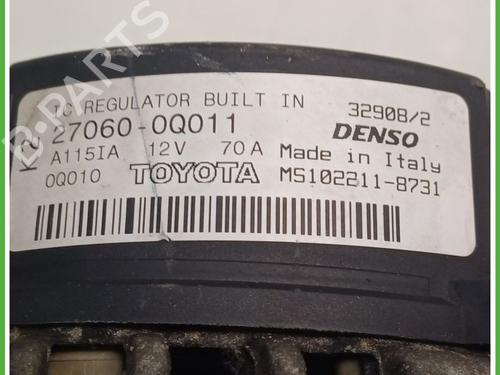 IC REGULATOR BUILT IN 32908/2
K2 27060-0Q011 DENSO
A115IA 12V 70A Made in Italy
0Q010 TOYOTA MS102211-8731
B-PARTS